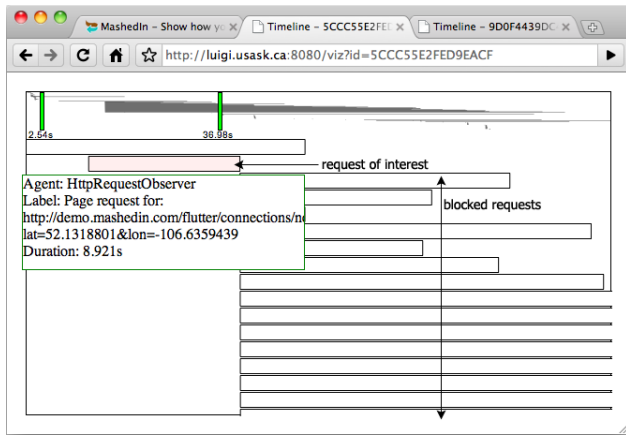 MashedIn – Show how yo
Timeline – 5CCC55E2FED
Timeline – 9D0F4439DC
http://luigi.usask.ca:8080/viz?id=5CCC55E2FED9EACF
2.54s
36.98s
request of interest
Agent: HttpRequestObserver
Label: Page request for:
http://demo.mashedin.com/flutter/connections/ne
lat=52.1318801&lon=-106.6359439
Duration: 8.921s
blocked requests